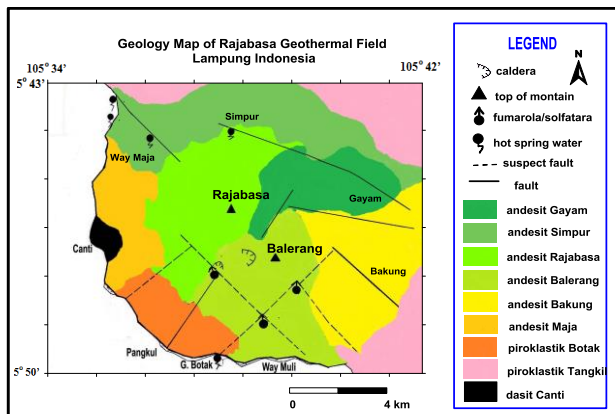 Geology Map of Rajabasa Geothermal Field
Lampung Indonesia
105° 34'
105° 42'
5° 43'
Simpur
Way Maja
Rajabasa
Gayam
Canti
Balerang
Bakung
Pangkul
G. Botak
Way Muli
5° 50'
0 4 km
LEGEND
N
caldera
top of montain
fumarola/solfatara
hot spring water
suspect fault
fault
andesit Gayam
andesit Simpur
andesit Rajabasa
andesit Balerang
andesit Bakung
andesit Maja
piroklastik Botak
piroklastik Tangkil
dasit Canti